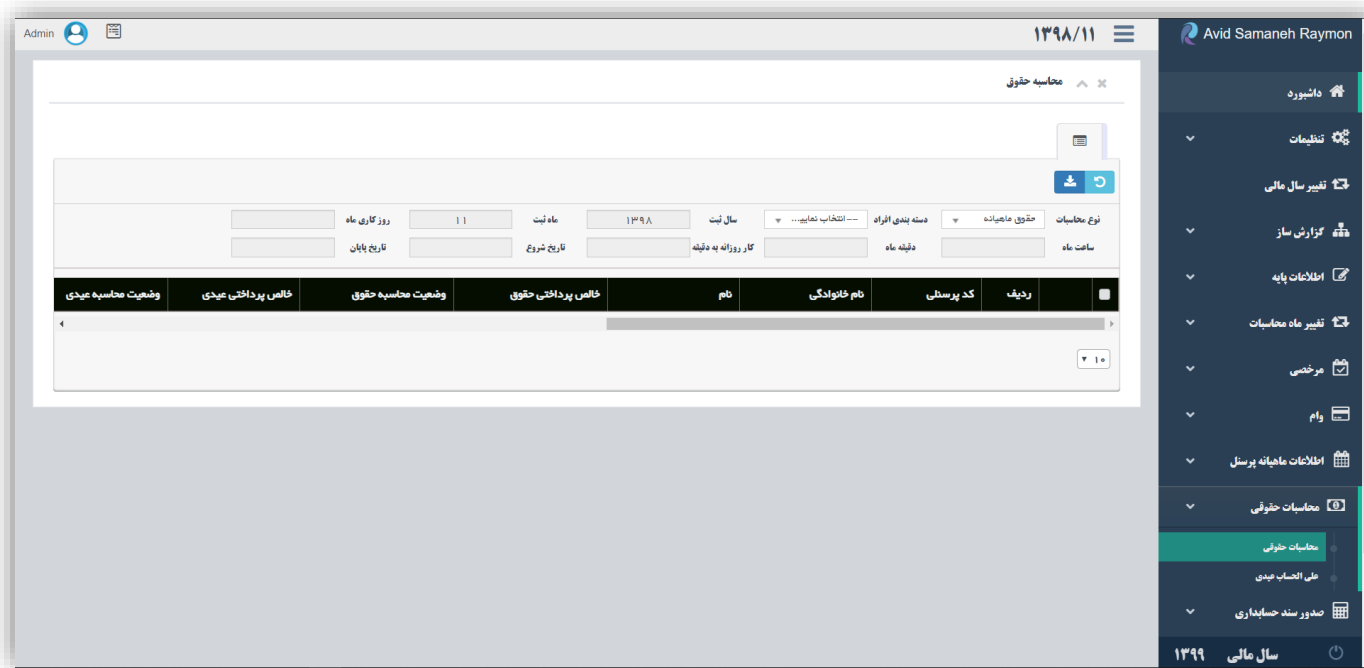 Avid Samaneh Raymon
داشبورد
تنظیمات
تغییر سال مالی
گزارش ساز
اطلاعات پایه
تغییر ماه محاسبات
مرخصی
وام
اطلاعات ماهیانه پرسنل
محاسبات حقوقی
محاسبات حقوقی
علی الحساب عیدی
صدور سند حسابداری
سال مالی ۱۳۹۹
۱۳۹۸/۱۱
Admin
محاسبه حقوق
نوع محاسبات حقوق ماهیانه دسته بندی افراد --- انتخاب نمایید... سال ثبت ۱۳۹۸ ماه ثبت ۱۱ روز کاری ماه
ساعت ماه دقیقه ماه کار روزانه به دقیقه تاریخ شروع تاریخ پایان
ردیف کد پرسنلی نام خانوادگی نام خالص پرداختی حقوق وضعیت محاسبه حقوق خالص پرداختی عیدی وضعیت محاسبه عیدی
۱۰